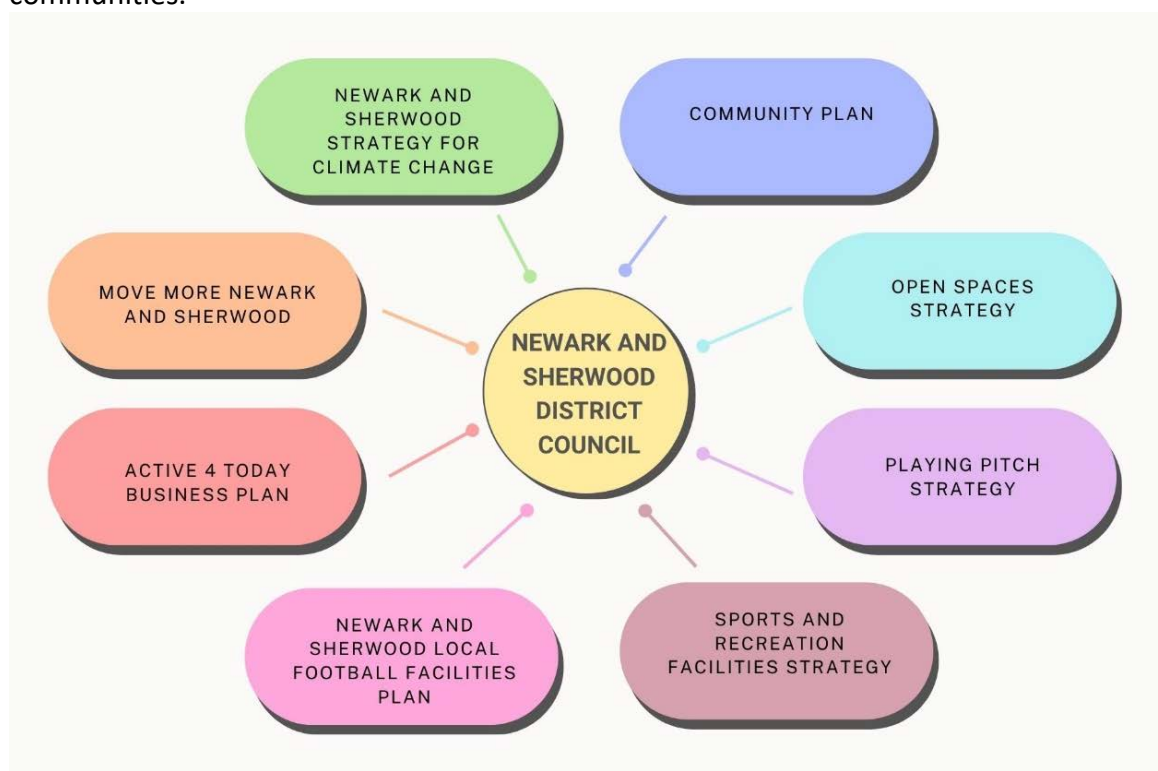 communities.
NEWARK AND
SHERWOOD
STRATEGY FOR
CLIMATE CHANGE
COMMUNITY PLAN
MOVE MORE NEWARK
AND SHERWOOD
OPEN SPACES
STRATEGY
NEWARK AND
SHERWOOD
DISTRICT
COUNCIL
ACTIVE 4 TODAY
BUSINESS PLAN
PLAYING PITCH
STRATEGY
NEWARK AND
SHERWOOD LOCAL
FOOTBALL FACILITIES
PLAN
SPORTS AND
RECREATION
FACILITIES STRATEGY